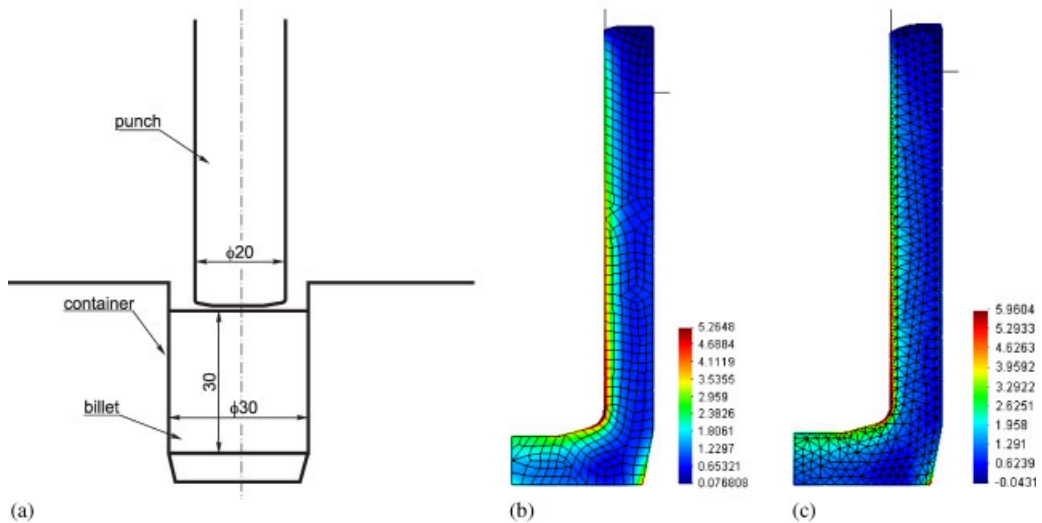 punch
ϕ20
container
30
ϕ30
billet
(a)
5.2648
4.6884
4.1119
3.5355
2.959
2.3826
1.8061
1.2297
0.65321
0.076808
(b)
5.9604
5.2933
4.6263
3.9592
3.2922
2.6251
1.958
1.291
0.6239
-0.0431
(c)